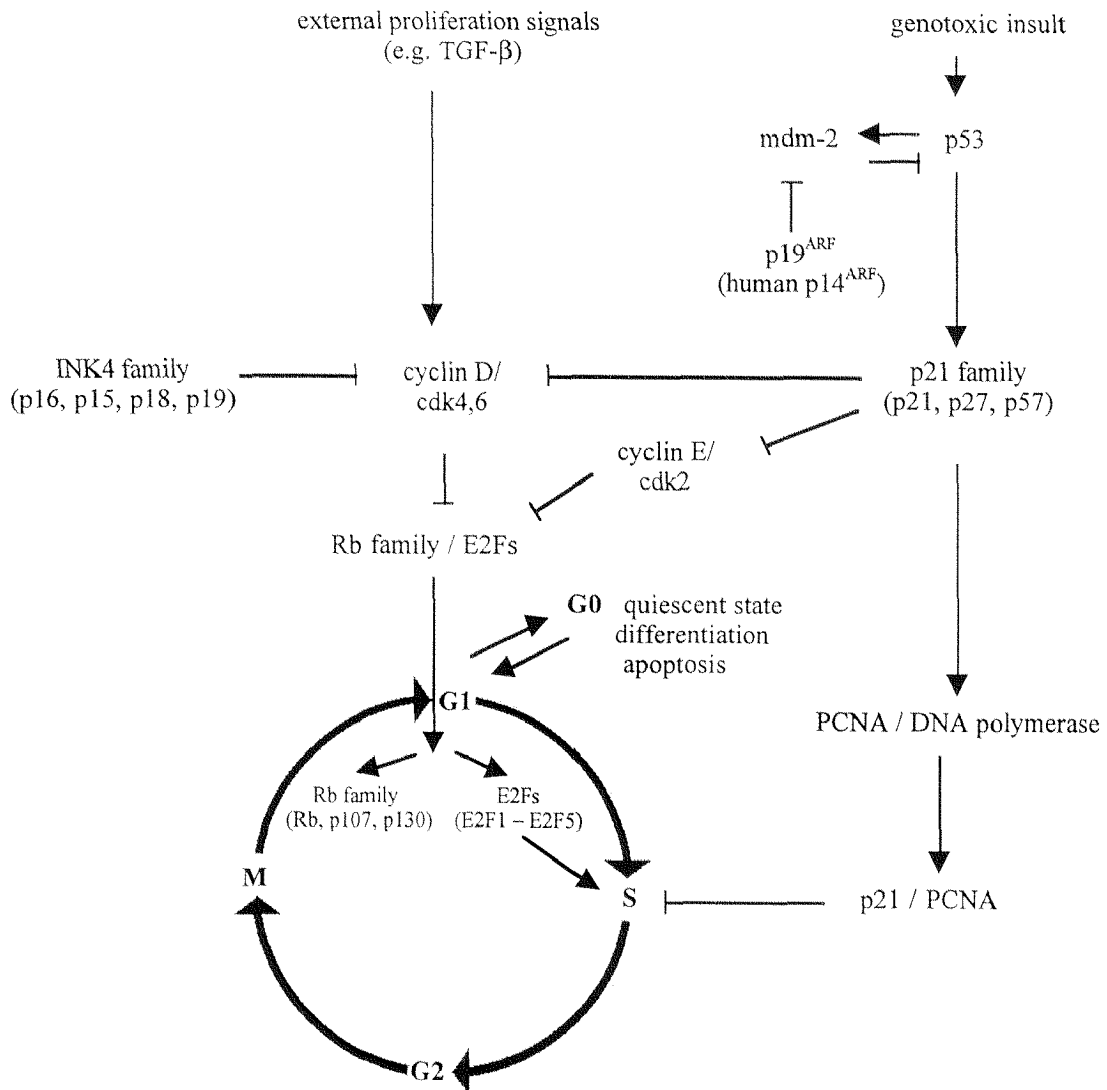 external proliferation signals
(e.g. TGF-β)
genotoxic insult
mdm-2
p53
p19ARF
(human p14ARF)
INK4 family
(p16, p15, p18, p19)
cyclin D/
cdk4,6
p21 family
(p21, p27, p57)
cyclin E/
cdk2
Rb family / E2Fs
G0 quiescent state
differentiation
apoptosis
G1
PCNA / DNA polymerase
Rb family
(Rb, p107, p130)
E2Fs
(E2F1 – E2F5)
M
S
p21 / PCNA
G2